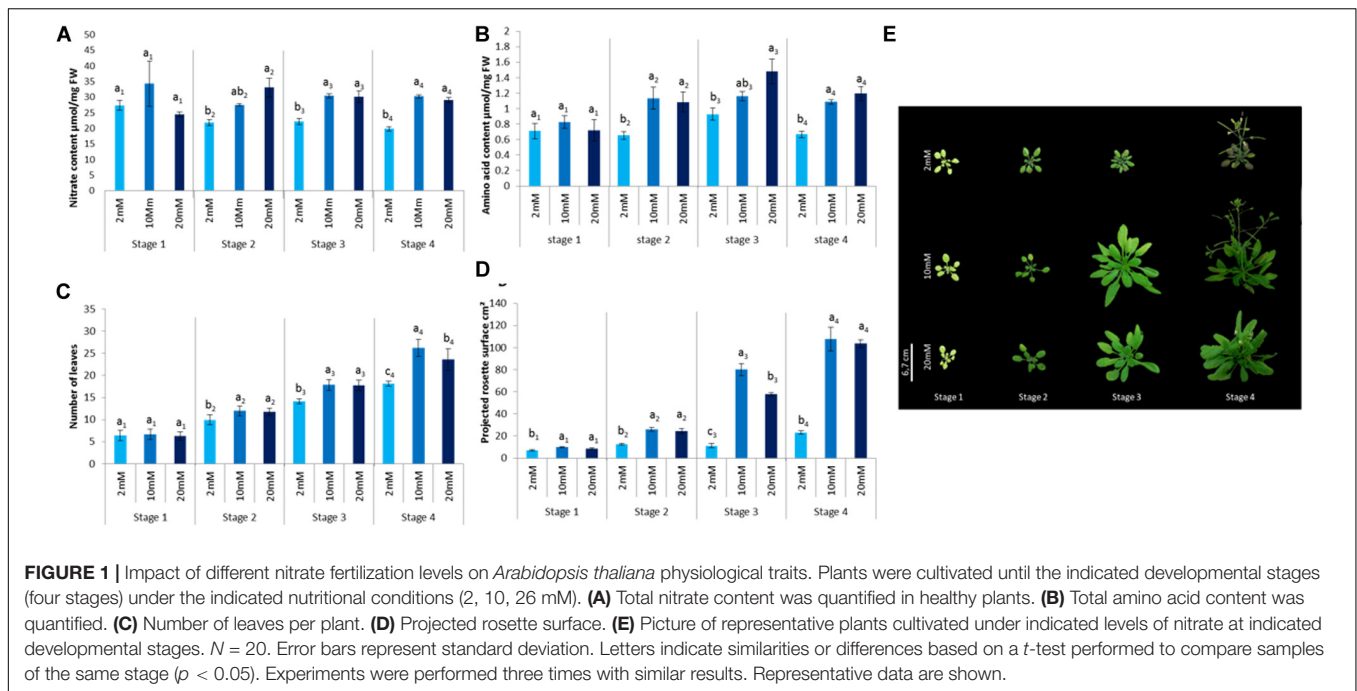 A
Nitrate content µmol/mg FW
50
45
40
35
30
25
20
15
10
5
0
a1
a1
a1
b2
ab2
a2
b3
a3
a3
b4
a4
a4
2mM
10Mm
20mM
2mM
10Mm
20mM
2mM
10Mm
20mM
2mM
10Mm
20mM
Stage 1
Stage 2
Stage 3
Stage 4
B
Amino acid content µmol/mg FW
2
1.8
1.6
1.4
1.2
1
0.8
0.6
0.4
0.2
0
a1
a1
a1
b2
a2
a2
b3
ab3
a3
b4
a4
a4
2mM
10mM
20mM
2mM
10mM
20mM
2mM
10mM
20mM
2mM
10mM
20mM
stage 1
stage 2
stage 3
stage 4
C
Number of leaves
35
30
25
20
15
10
5
0
a1
a1
a1
b2
a2
a2
b3
a3
a3
c4
a4
b4
2mM
10mM
20mM
2mM
10mM
20mM
2mM
10mM
20mM
2mM
10mM
20mM
Stage 1
Stage 2
Stage 3
Stage 4
D
Projected rosette surface cm²
140
120
100
80
60
40
20
0
b1
a1
a1
b2
a2
a2
c3
a3
b3
b4
a4
a4
2mM
10mM
20mM
2mM
10mM
20mM
2mM
10mM
20mM
2mM
10mM
20mM
Stage 1
Stage 2
Stage 3
Stage 4
E
2mM
10mM
20mM
6,7 cm
Stage 1
Stage 2
Stage 3
Stage 4
FIGURE 1 | Impact of different nitrate fertilization levels on Arabidopsis thaliana physiological traits. Plants were cultivated until the indicated developmental stages
(four stages) under the indicated nutritional conditions (2, 10, 26 mM). (A) Total nitrate content was quantified in healthy plants. (B) Total amino acid content was
quantified. (C) Number of leaves per plant. (D) Projected rosette surface. (E) Picture of representative plants cultivated under indicated levels of nitrate at indicated
developmental stages. N = 20. Error bars represent standard deviation. Letters indicate similarities or differences based on a t-test performed to compare samples
of the same stage (p < 0.05). Experiments were performed three times with similar results. Representative data are shown.